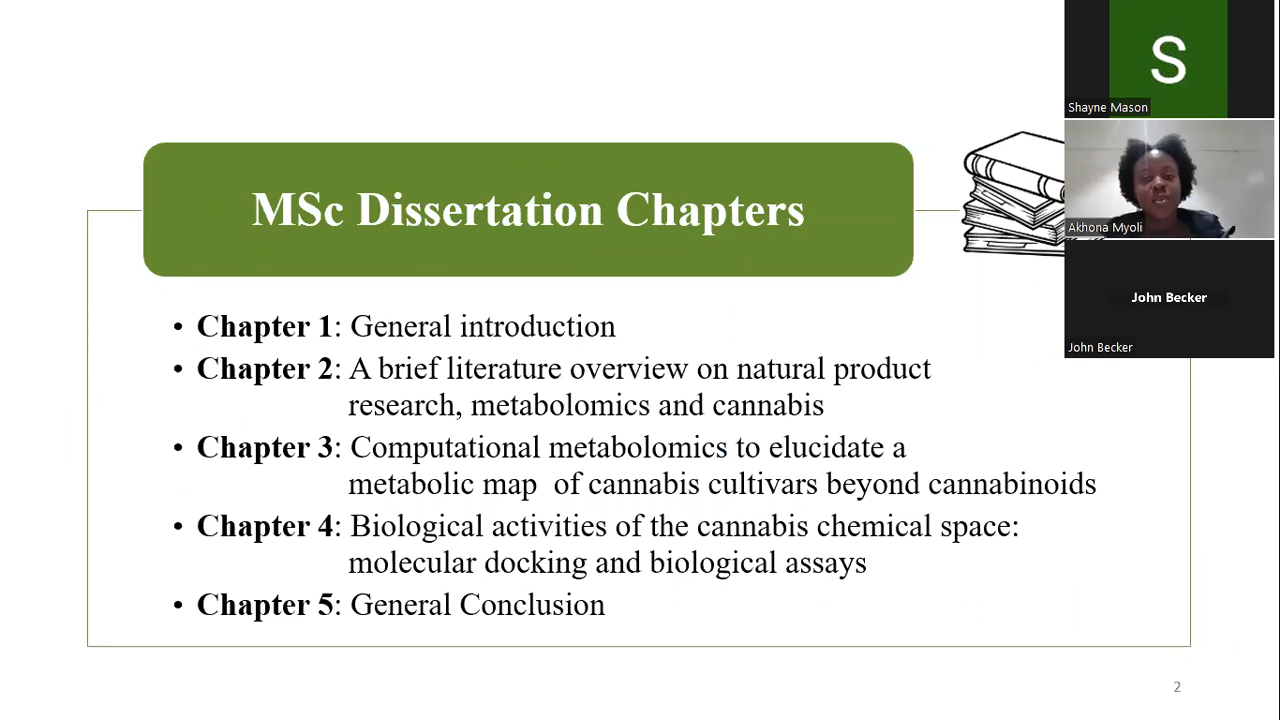 S
Shayne Mason
MSc Dissertation Chapters
Akhona Myoli
John Becker
John Becker
• Chapter 1: General introduction
• Chapter 2: A brief literature overview on natural product
research, metabolomics and cannabis
• Chapter 3: Computational metabolomics to elucidate a
metabolic map of cannabis cultivars beyond cannabinoids
• Chapter 4: Biological activities of the cannabis chemical space:
molecular docking and biological assays
• Chapter 5: General Conclusion
2